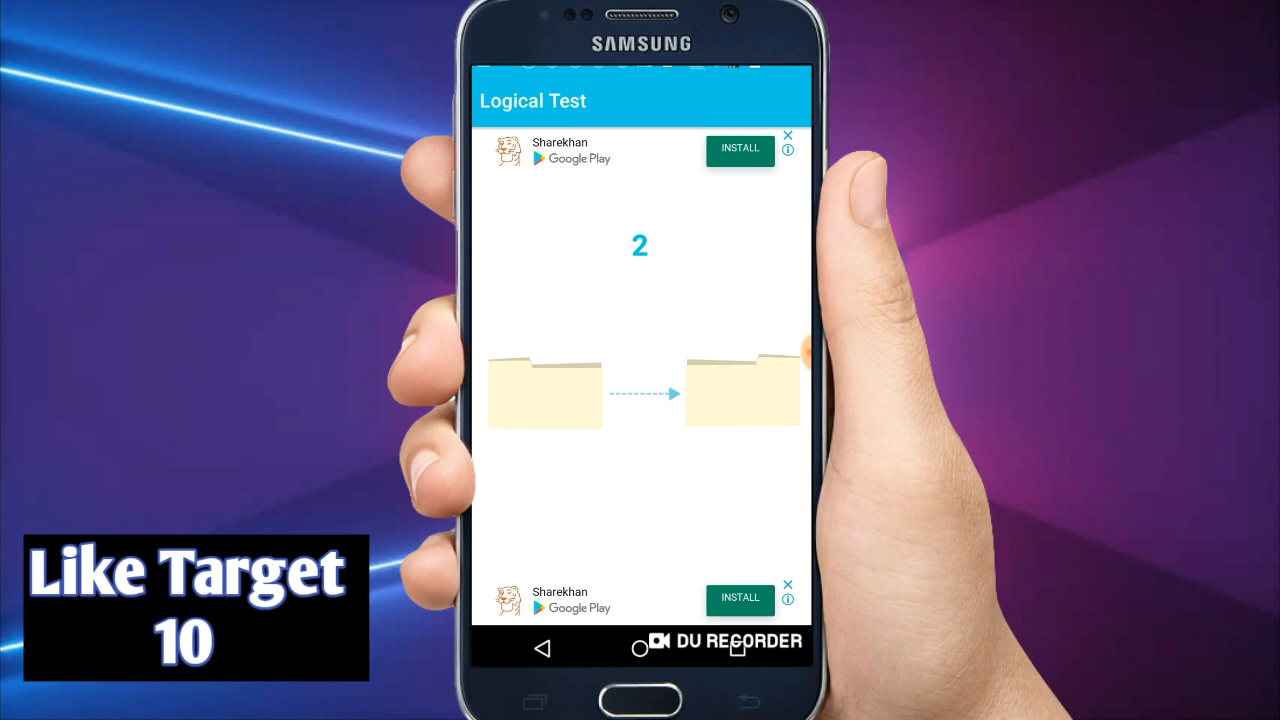 SAMSUNG
Logical Test
Sharekhan
Google Play
INSTALL
2
Like Target
10
Sharekhan
Google Play
INSTALL
DU RECORDER